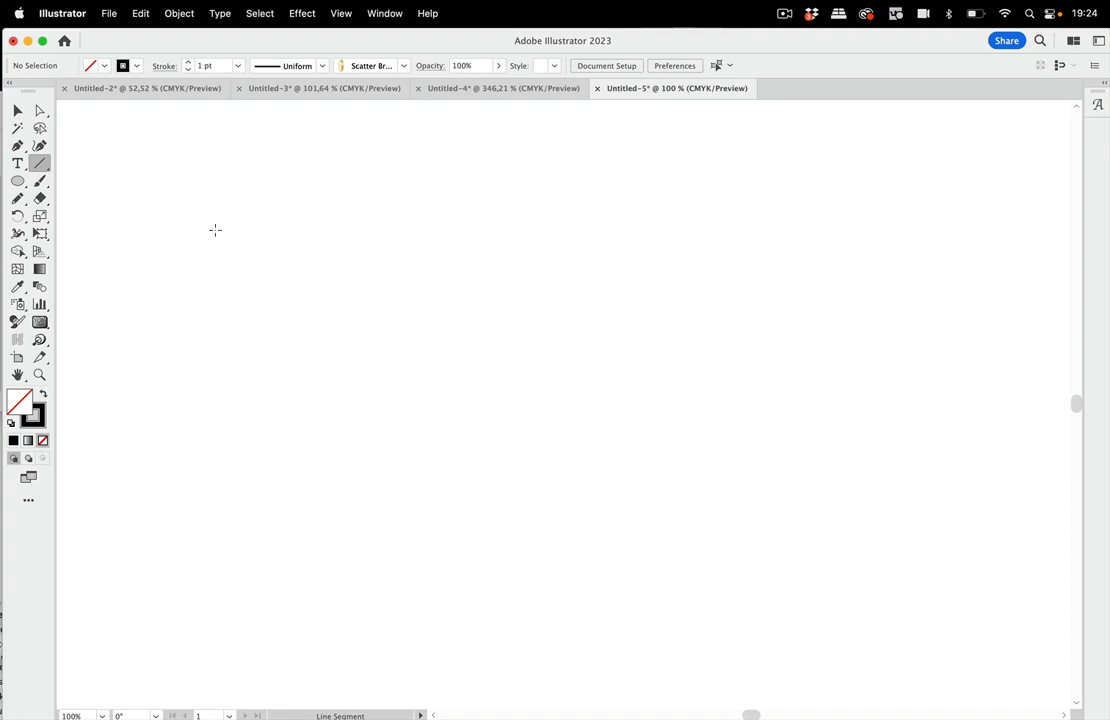 Illustrator File Edit Object Type Select Effect View Window Help 3 19:24
Adobe Illustrator 2023 Share
No Selection Stroke: 1 pt Uniform Scatter Br... Opacity: 100% Style: Document Setup Preferences
Untitled-2* @ 52,52 % (CMYK/Preview) Untitled-3* @ 101,64 % (CMYK/Preview) Untitled-4* @ 346,21 % (CMYK/Preview) Untitled-5* @ 100 % (CMYK/Preview)
100% 0° 1 Line Segment